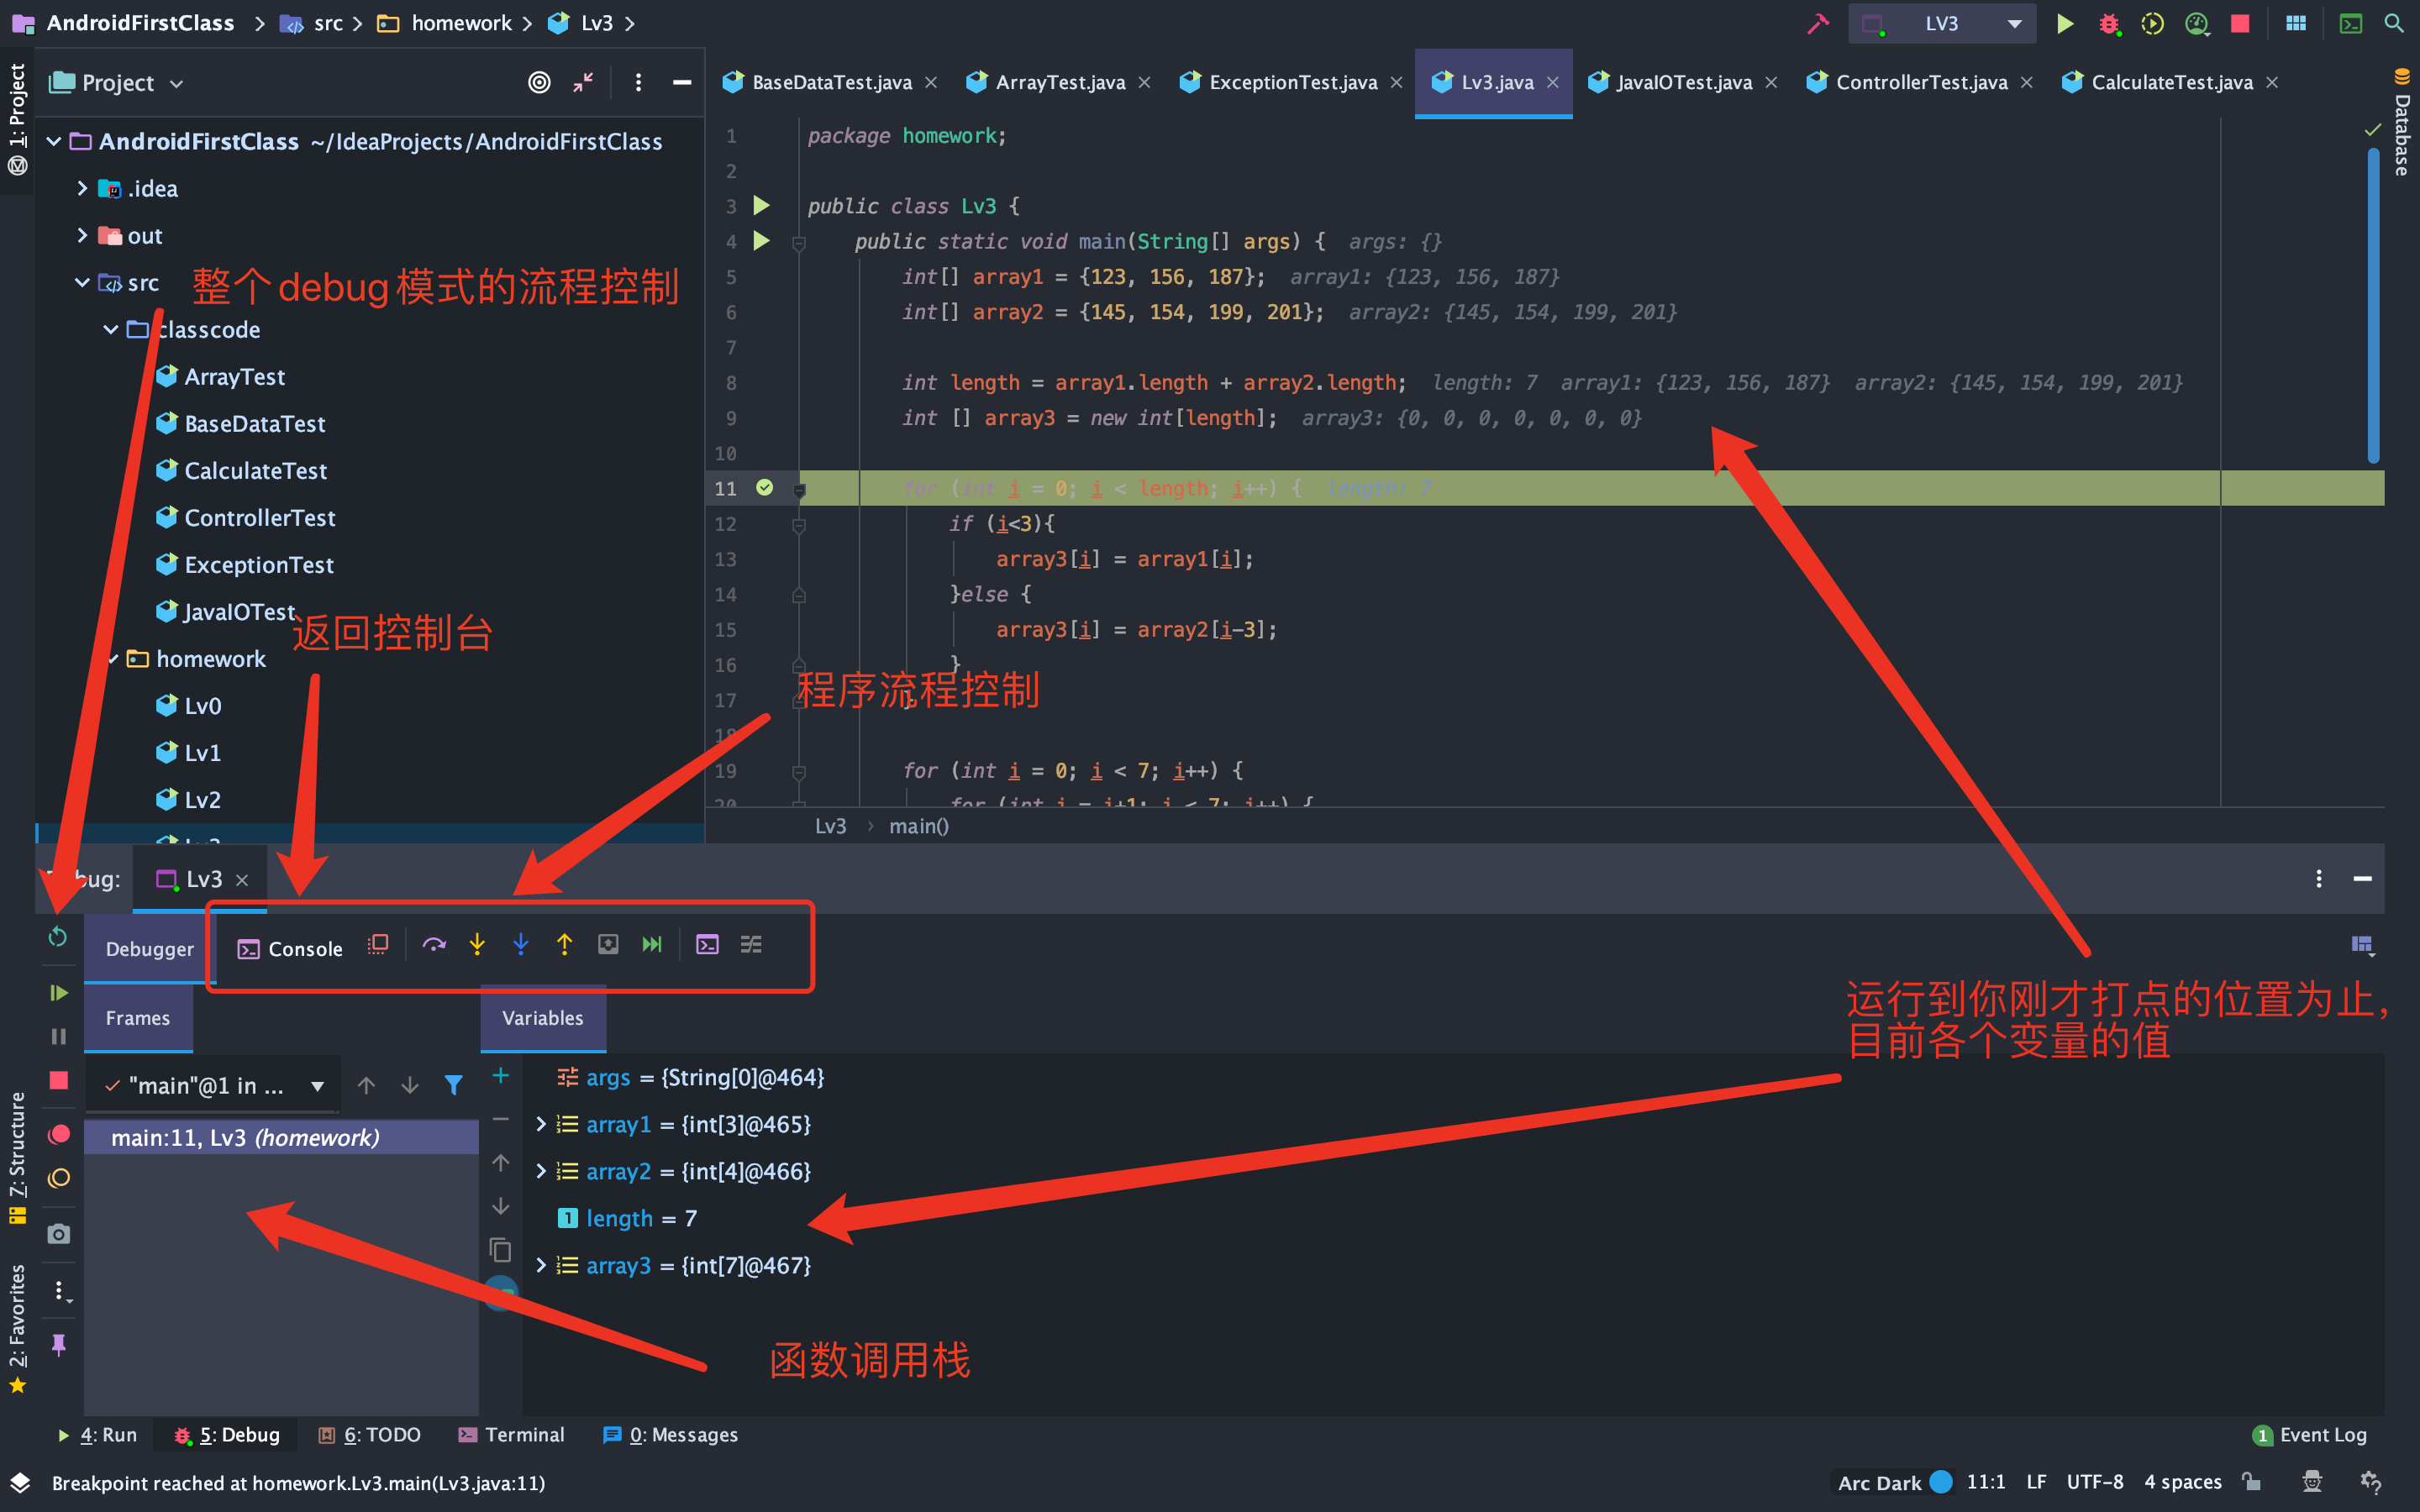 AndroidFirstClass > src > homework > Lv3 >
LV3
1: Project
Project
BaseDataTest.java × ArrayTest.java × ExceptionTest.java × Lv3.java × JavaIOTest.java × ControllerTest.java × CalculateTest.java ×
Database
AndroidFirstClass ~/IdeaProjects/AndroidFirstClass
.idea
out
src
整个debug模式的流程控制
classcode
ArrayTest
BaseDataTest
CalculateTest
ControllerTest
ExceptionTest
JavaIOTest
返回控制台
homework
Lv0
Lv1
Lv2
1 package homework;
2
3 public class Lv3 {
4 public static void main(String[] args) { args: {}
5 int[] array1 = {123, 156, 187}; array1: {123, 156, 187}
6 int[] array2 = {145, 154, 199, 201}; array2: {145, 154, 199, 201}
7
8 int length = array1.length + array2.length; length: 7 array1: {123, 156, 187} array2: {145, 154, 199, 201}
9 int [] array3 = new int[length]; array3: {0, 0, 0, 0, 0, 0, 0}
10
11 for (int i = 0; i < length; i++) { length: 7
12 if (i<3){
13 array3[i] = array1[i];
14 }else {
15 array3[i] = array2[i-3];
16 }
程序流程控制
17
18
19 for (int i = 0; i < 7; i++) {
Lv3 > main()
Lv3 ×
Debugger
Console
Frames
Variables
运行到你刚才打点的位置为止，
目前各个变量的值
"main"@1 in ...
main:11, Lv3 (homework)
args = {String[0]@464}
array1 = {int[3]@465}
array2 = {int[4]@466}
length = 7
array3 = {int[7]@467}
函数调用栈
7: Structure
2: Favorites
4: Run
5: Debug
6: TODO
Terminal
0: Messages
1 Event Log
Breakpoint reached at homework.Lv3.main(Lv3.java:11)
Arc Dark 11:1 LF UTF-8 4 spaces